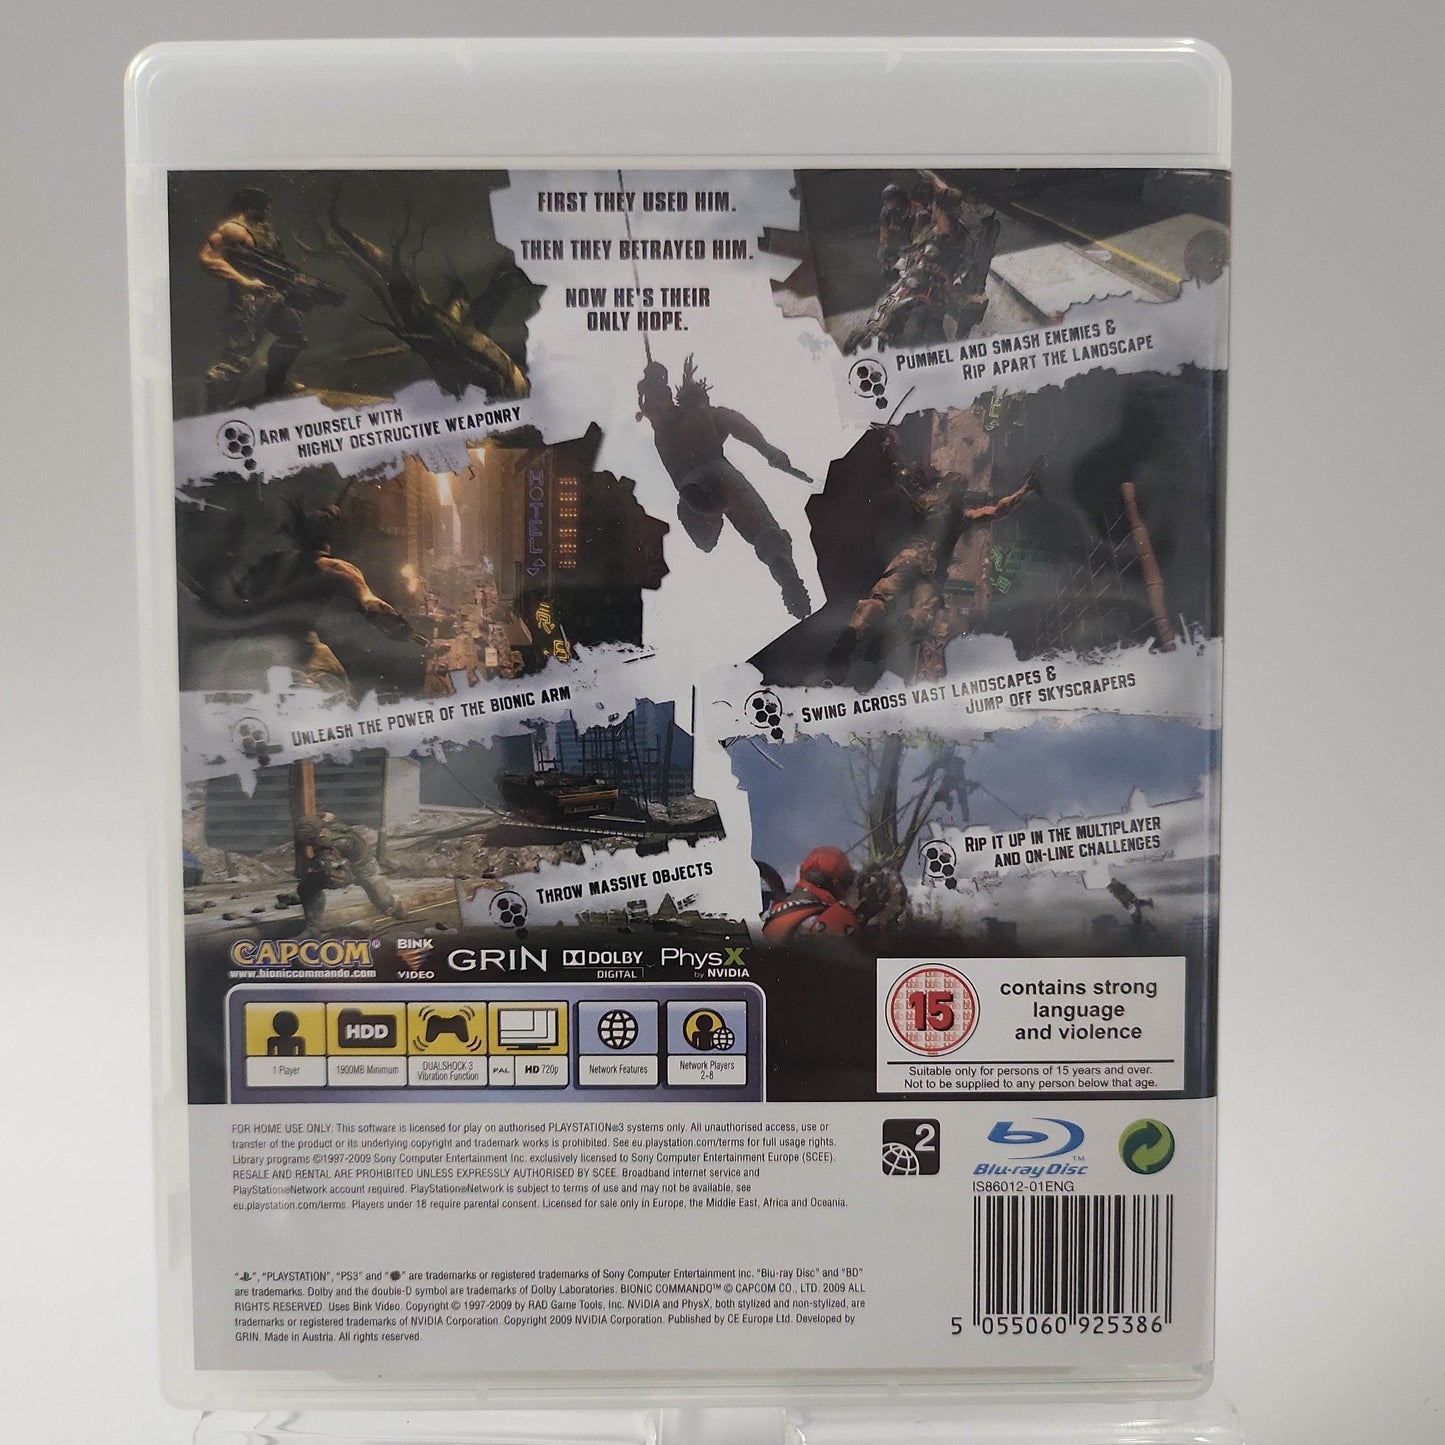 FIRST THEY USED HIM.
THEN THEY BETRAYED HIM.
NOW HE'S THEIR
ONLY HOPE.
PUMMEL AND SMASH ENEMIES &
RIP APART THE LANDSCAPE
ARM YOURSELF WITH
HIGHLY DESTRUCTIVE WEAPONRY
HOTEL
UNLEASH THE POWER OF THE BIONIC ARM
SWING ACROSS VAST LANDSCAPES &
JUMP OFF SKYSCRAPERS
RIP IT UP IN THE MULTIPLAYER
AND ON-LINE CHALLENGES
THROW MASSIVE OBJECTS
CAPCOM®
www.bioniccommando.com
BINK
VIDEO
GRIN
DOLBY
DIGITAL
PhysX
by NVIDIA
HDD
1 Player
1900MB Minimum
DUALSHOCK 3
Vibration Function
PAL
HD 720p
Network Features
Network Players
2-8
15
contains strong
language
and violence
Suitable only for persons of 15 years and over.
Not to be supplied to any person below that age.
FOR HOME USE ONLY: This software is licensed for play on authorised PLAYSTATION®3 systems only. All unauthorised access, use or
transfer of the product or its underlying copyright and trademark works is prohibited. See eu.playstation.com/terms for full usage rights.
Library programs ©1997-2009 Sony Computer Entertainment Inc. exclusively licensed to Sony Computer Entertainment Europe (SCEE).
RESALE AND RENTAL ARE PROHIBITED UNLESS EXPRESSLY AUTHORISED BY SCEE. Broadband internet service and
PlayStation®Network account required. PlayStation®Network is subject to terms of use and may not be available, see
eu.playstation.com/terms. Players under 18 require parental consent. Licensed for sale only in Europe, the Middle East, Africa and Oceania.
2
Blu-ray Disc™
IS86012-01ENG
"", "PLAYSTATION", "PS3" and "" are trademarks or registered trademarks of Sony Computer Entertainment Inc. "Blu-ray Disc" and "BD"
are trademarks. Dolby and the double-D symbol are trademarks of Dolby Laboratories. BIONIC COMMANDO™ © CAPCOM CO., LTD. 2009 ALL
RIGHTS RESERVED. Uses Bink Video. Copyright © 1997-2009 by RAD Game Tools, Inc. NVIDIA and PhysX, both stylized and non-stylized, are
trademarks or registered trademarks of NVIDIA Corporation. Copyright 2009 NVIDIA Corporation. Published by CE Europe Ltd. Developed by
GRIN. Made in Austria. All rights reserved.
5 055060 925386